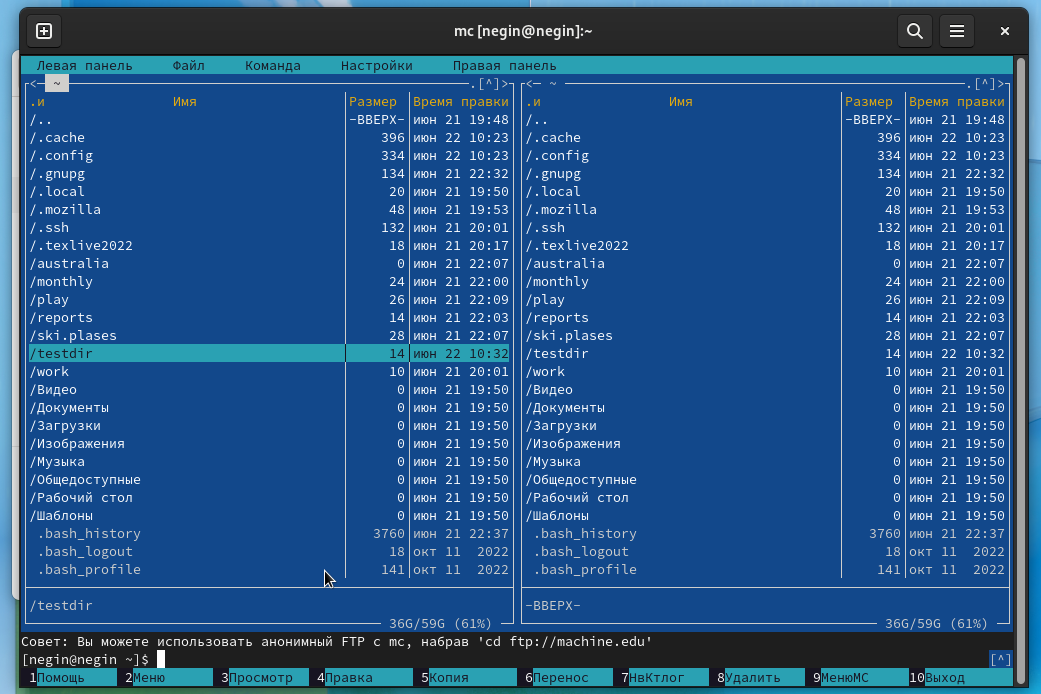 mc [negin@negin]:~
Левая панель Файл Команда Настройки Правая панель
<─ ~ .[^]> <─ ~ .[^]>
.и Имя Размер Время правки .и Имя Размер Время правки
/.. -ВВЕРХ- июн 21 19:48 /.. -ВВЕРХ- июн 21 19:48
/.cache 396 июн 22 10:23 /.cache 396 июн 22 10:23
/.config 334 июн 22 10:23 /.config 334 июн 22 10:23
/.gnupg 134 июн 21 22:32 /.gnupg 134 июн 21 22:32
/.local 20 июн 21 19:50 /.local 20 июн 21 19:50
/.mozilla 48 июн 21 19:53 /.mozilla 48 июн 21 19:53
/.ssh 132 июн 21 20:01 /.ssh 132 июн 21 20:01
/.texlive2022 18 июн 21 20:17 /.texlive2022 18 июн 21 20:17
/australia 0 июн 21 22:07 /australia 0 июн 21 22:07
/monthly 24 июн 21 22:00 /monthly 24 июн 21 22:00
/play 26 июн 21 22:09 /play 26 июн 21 22:09
/reports 14 июн 21 22:03 /reports 14 июн 21 22:03
/ski.plases 28 июн 21 22:07 /ski.plases 28 июн 21 22:07
/testdir 14 июн 22 10:32 /testdir 14 июн 22 10:32
/work 10 июн 21 20:01 /work 10 июн 21 20:01
/Видео 0 июн 21 19:50 /Видео 0 июн 21 19:50
/Документы 0 июн 21 19:50 /Документы 0 июн 21 19:50
/Загрузки 0 июн 21 19:50 /Загрузки 0 июн 21 19:50
/Изображения 0 июн 21 19:50 /Изображения 0 июн 21 19:50
/Музыка 0 июн 21 19:50 /Музыка 0 июн 21 19:50
/Общедоступные 0 июн 21 19:50 /Общедоступные 0 июн 21 19:50
/Рабочий стол 0 июн 21 19:50 /Рабочий стол 0 июн 21 19:50
/Шаблоны 0 июн 21 19:50 /Шаблоны 0 июн 21 19:50
.bash_history 3760 июн 21 22:37 .bash_history 3760 июн 21 22:37
.bash_logout 18 окт 11 2022 .bash_logout 18 окт 11 2022
.bash_profile 141 окт 11 2022 .bash_profile 141 окт 11 2022
/testdir -ВВЕРХ-
36G/59G (61%) 36G/59G (61%)
Совет: Вы можете использовать анонимный FTP с mc, набрав 'cd ftp://machine.edu'
[negin@negin ~]$ [^]
1Помощь 2Меню 3Просмотр 4Правка 5Копия 6Перенос 7НвКтлог 8Удалить 9МенюМС 10Выход